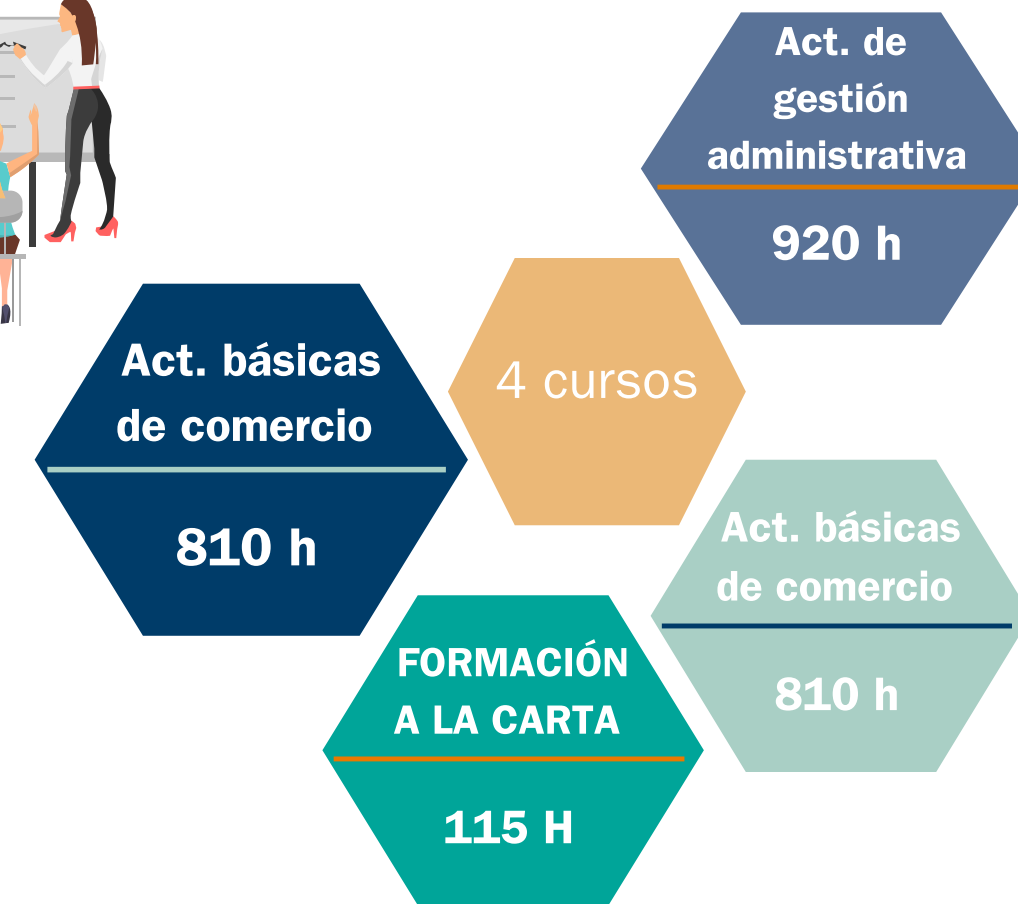 Act. de
gestión
administrativa
920 h
4 cursos
Act. básicas
de comercio
810 h
Act. básicas
de comercio
810 h
FORMACIÓN
A LA CARTA
115 H